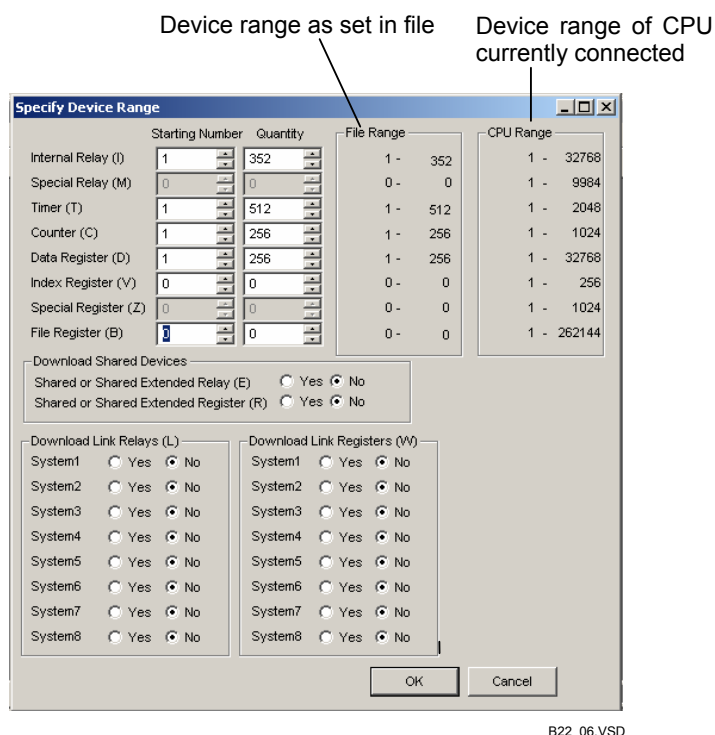 Device range as set in file
Device range of CPU
currently connected
Specify Device Range
Starting Number Quantity File Range CPU Range
Internal Relay (I) 1 352 1 - 352 1 - 32768
Special Relay (M) 0 0 0 - 0 1 - 9984
Timer (T) 1 512 1 - 512 1 - 2048
Counter (C) 1 256 1 - 256 1 - 1024
Data Register (D) 1 256 1 - 256 1 - 32768
Index Register (V) 0 0 0 - 0 1 - 256
Special Register (Z) 0 0 0 - 0 1 - 1024
File Register (B) 0 0 0 - 0 1 - 262144
Download Shared Devices
Shared or Shared Extended Relay (E) Yes No
Shared or Shared Extended Register (R) Yes No
Download Link Relays (L) Download Link Registers (W)
System1 Yes No System1 Yes No
System2 Yes No System2 Yes No
System3 Yes No System3 Yes No
System4 Yes No System4 Yes No
System5 Yes No System5 Yes No
System6 Yes No System6 Yes No
System7 Yes No System7 Yes No
System8 Yes No System8 Yes No
OK Cancel
B22_06.VSD